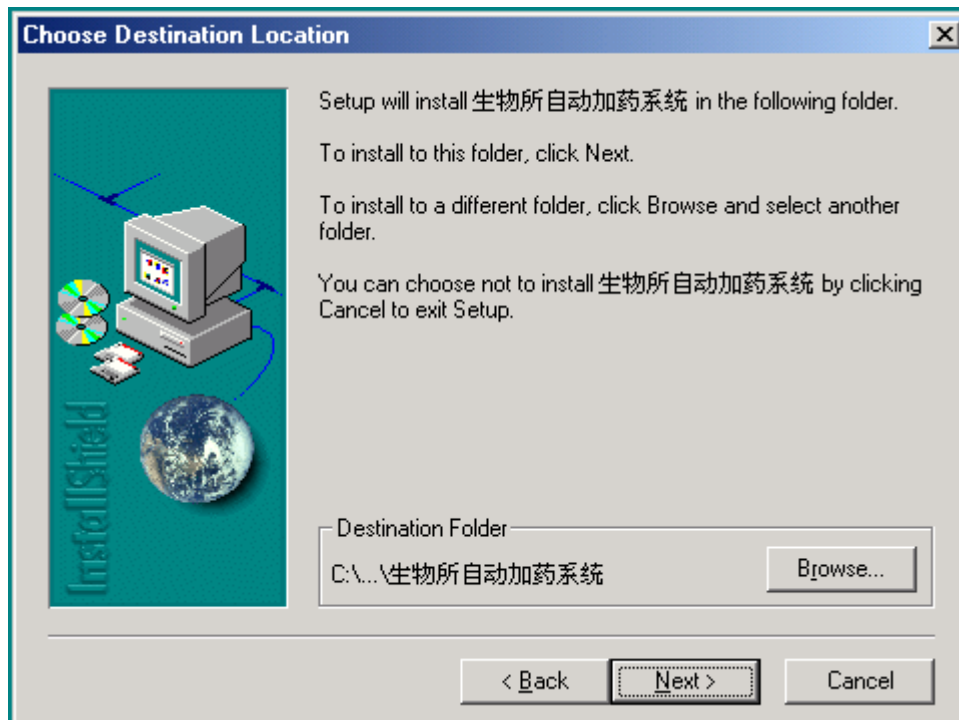 Choose Destination Location
Setup will install 生物所自动加药系统 in the following folder.
To install to this folder, click Next.
To install to a different folder, click Browse and select another
folder.
You can choose not to install 生物所自动加药系统 by clicking
Cancel to exit Setup.
InstallShield
Destination Folder
C:\...\生物所自动加药系统
Browse...
< Back
Next >
Cancel